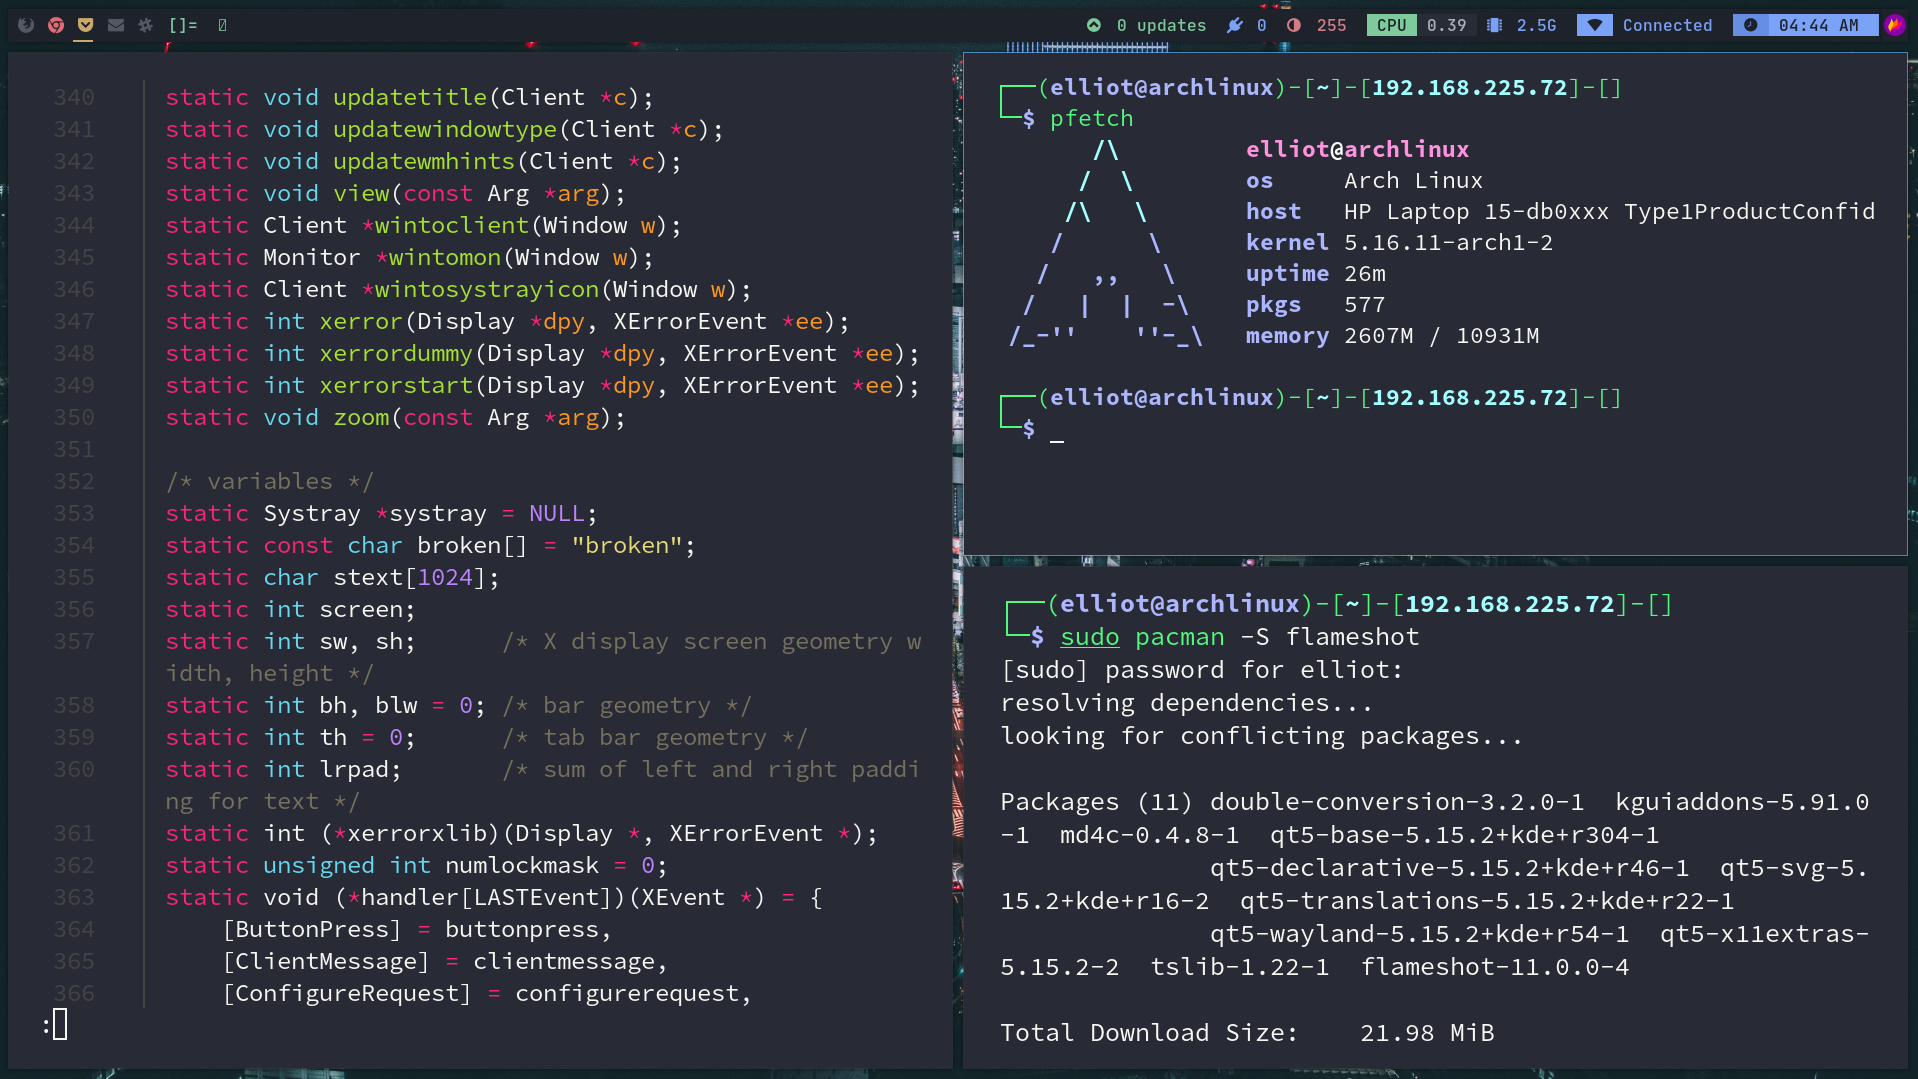 []= 0 updates 0 255 CPU 0.39 2.5G Connected 04:44 AM
340 static void updatetitle(Client *c);
341 static void updatewindowtype(Client *c);
342 static void updatewmhints(Client *c);
343 static void view(const Arg *arg);
344 static Client *wintoclient(Window w);
345 static Monitor *wintomon(Window w);
346 static Client *wintosystrayicon(Window w);
347 static int xerror(Display *dpy, XErrorEvent *ee);
348 static int xerrordummy(Display *dpy, XErrorEvent *ee);
349 static int xerrorstart(Display *dpy, XErrorEvent *ee);
350 static void zoom(const Arg *arg);
351
352 /* variables */
353 static Systray *systray = NULL;
354 static const char broken[] = "broken";
355 static char stext[1024];
356 static int screen;
357 static int sw, sh;      /* X display screen geometry w
idth, height */
358 static int bh, blw = 0; /* bar geometry */
359 static int th = 0;      /* tab bar geometry */
360 static int lrpad;       /* sum of left and right paddi
ng for text */
361 static int (*xerrorxlib)(Display *, XErrorEvent *);
362 static unsigned int numlockmask = 0;
363 static void (*handler[LASTEvent])(XEvent *) = {
364     [ButtonPress] = buttonpress,
365     [ClientMessage] = clientmessage,
366     [ConfigureRequest] = configurerequest,
:
┌──(elliot@archlinux)-[~]-[192.168.225.72]-[]
└─$ pfetch
       /\         elliot@archlinux
      /  \        os     Arch Linux
     /\   \       host   HP Laptop 15-db0xxx Type1ProductConfid
    /      \      kernel 5.16.11-arch1-2
   /   ,,   \     uptime 26m
  /   |  |  -\    pkgs   577
 /_-''    ''-_\   memory 2607M / 10931M
┌──(elliot@archlinux)-[~]-[192.168.225.72]-[]
└─$ _
┌──(elliot@archlinux)-[~]-[192.168.225.72]-[]
└─$ sudo pacman -S flameshot
[sudo] password for elliot:
resolving dependencies...
looking for conflicting packages...
Packages (11) double-conversion-3.2.0-1  kguiaddons-5.91.0
-1  md4c-0.4.8-1  qt5-base-5.15.2+kde+r304-1
              qt5-declarative-5.15.2+kde+r46-1  qt5-svg-5.
15.2+kde+r16-2  qt5-translations-5.15.2+kde+r22-1
              qt5-wayland-5.15.2+kde+r54-1  qt5-x11extras-
5.15.2-2  tslib-1.22-1  flameshot-11.0.0-4
Total Download Size:    21.98 MiB